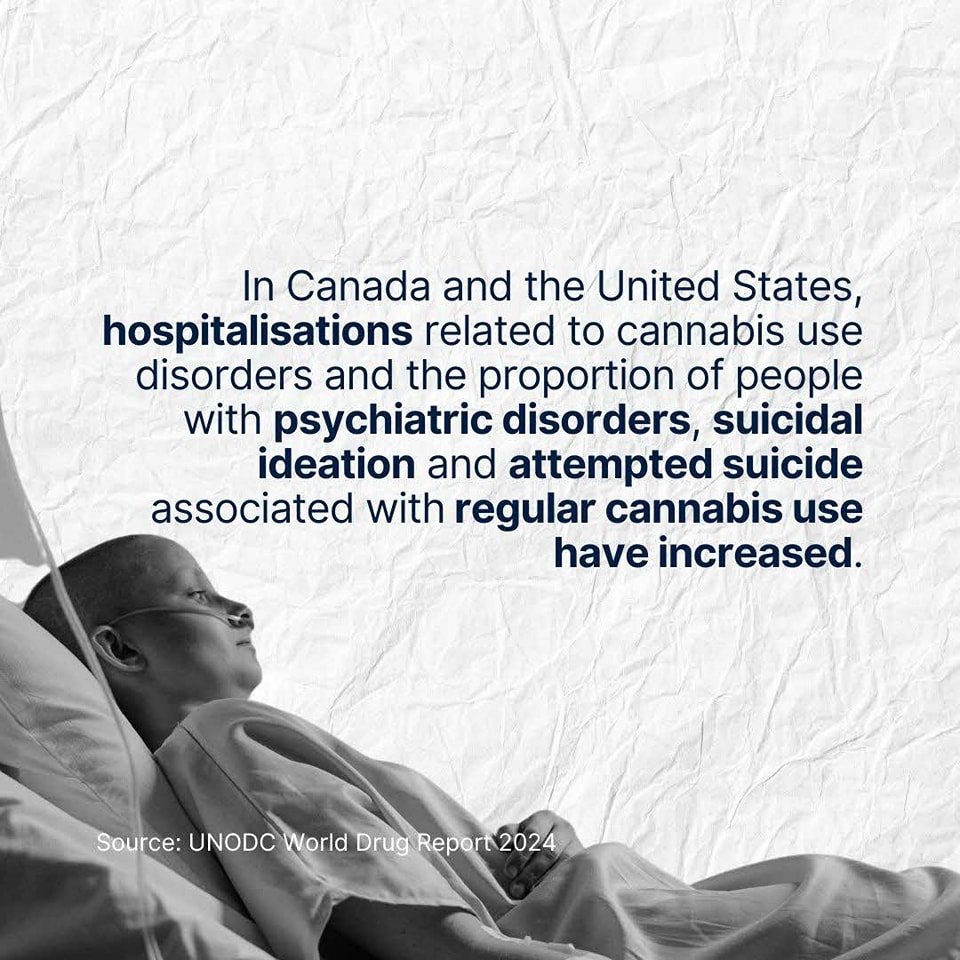 In Canada and the United States,
hospitalisations related to cannabis use
disorders and the proportion of people
with psychiatric disorders, suicidal
ideation and attempted suicide
associated with regular cannabis use
have increased.
Source: UNODC World Drug Report 2024